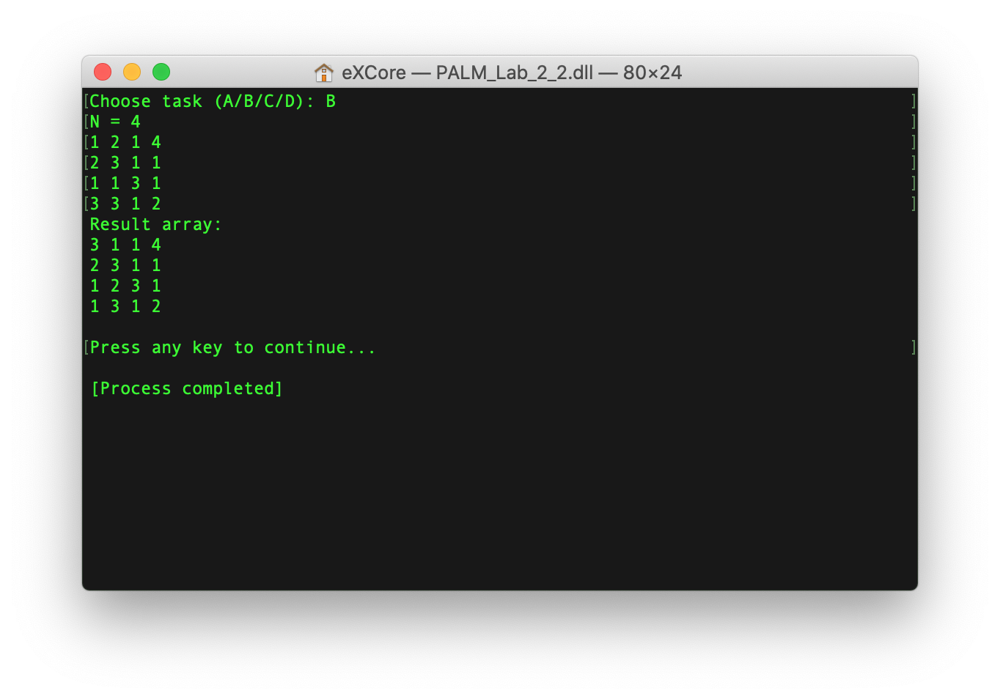 eXCore — PALM_Lab_2_2.dll — 80×24
[Choose task (A/B/C/D): B ]
[N = 4 ]
[1 2 1 4 ]
[2 3 1 1 ]
[1 1 3 1 ]
[3 3 1 2 ]
Result array:
3 1 1 4
2 3 1 1
1 2 3 1
1 3 1 2
[Press any key to continue... ]
[Process completed]